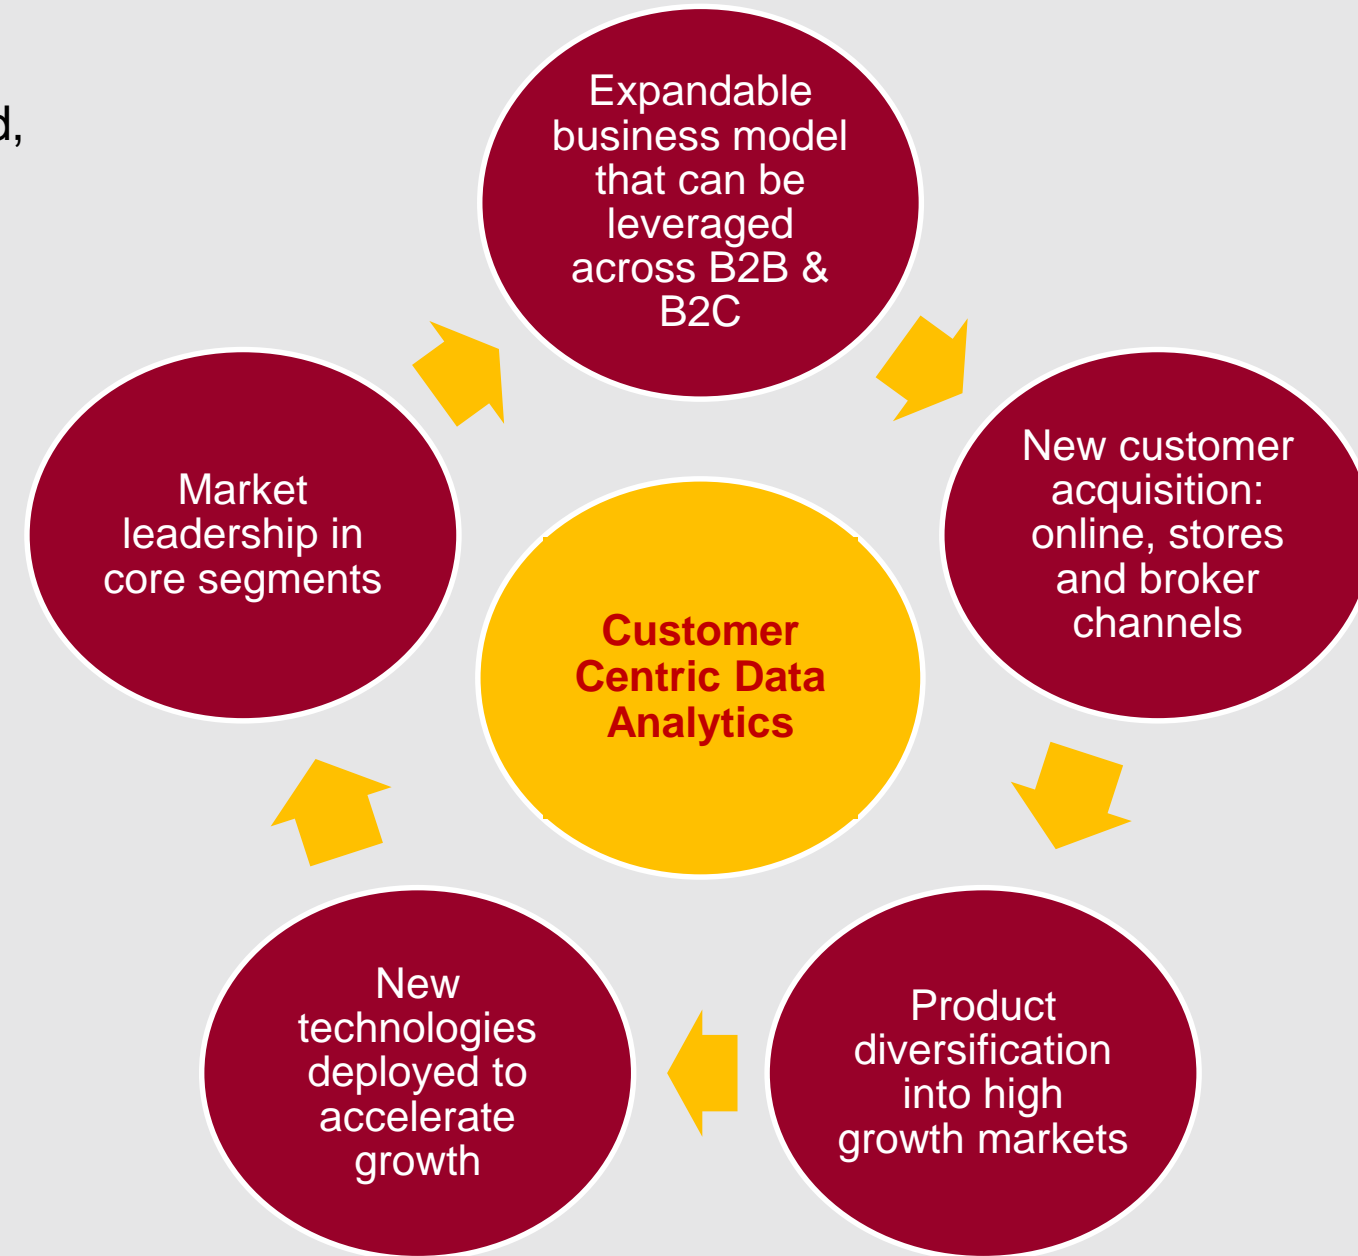 Expandable
business model
that can be
leveraged
across B2B &
B2C
New customer
acquisition:
online, stores
and broker
channels
Product
diversification
into high
growth markets
New
technologies
deployed to
accelerate
growth
Market
leadership in
core segments
Customer
Centric Data
Analytics